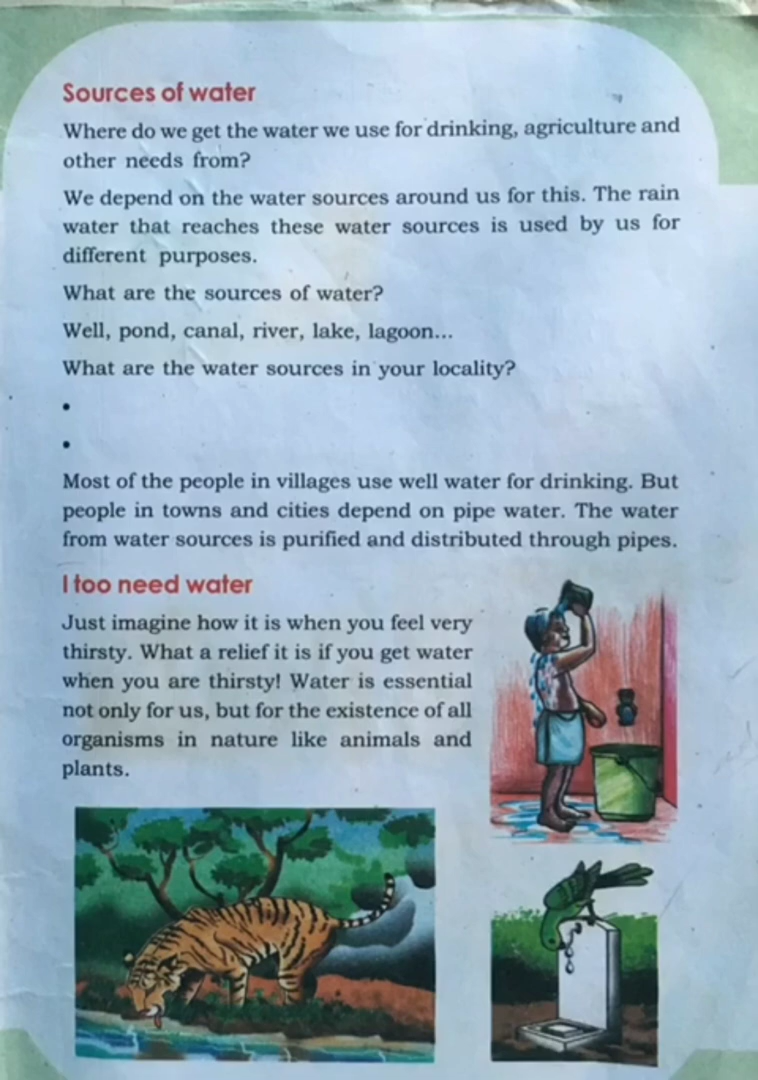 Sources of water
Where do we get the water we use for drinking, agriculture and
other needs from?
We depend on the water sources around us for this. The rain
water that reaches these water sources is used by us for
different purposes.
What are the sources of water?
Well, pond, canal, river, lake, lagoon...
What are the water sources in your locality?
•
•
Most of the people in villages use well water for drinking. But
people in towns and cities depend on pipe water. The water
from water sources is purified and distributed through pipes.
I too need water
Just imagine how it is when you feel very
thirsty. What a relief it is if you get water
when you are thirsty! Water is essential
not only for us, but for the existence of all
organisms in nature like animals and
plants.